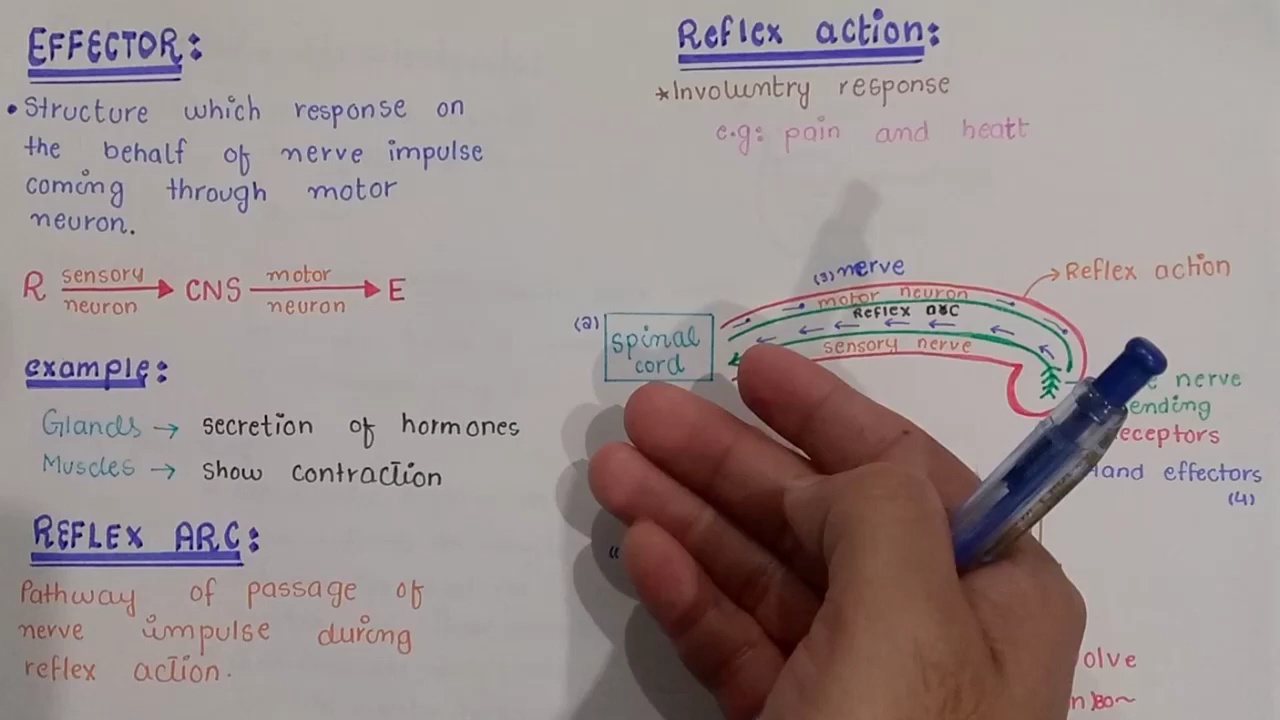 EFFECTOR:
• Structure which response on
the behalf of nerve impulse
coming through motor
neuron.
R sensory neuron → CNS motor neuron → E
example:
Glands → secretion of hormones
Muscles → show contraction
REFLEX ARC:
Pathway of passage of
nerve impulse during
reflex action.
Reflex action:
*Involuntry response
e.g: pain and heatt
(3) nerve
Reflex action
motor neuron
Reflex arc
sensory nerve
(2)
spinal
cord
nerve
ending
eceptors
Hand effectors
(4)
olve